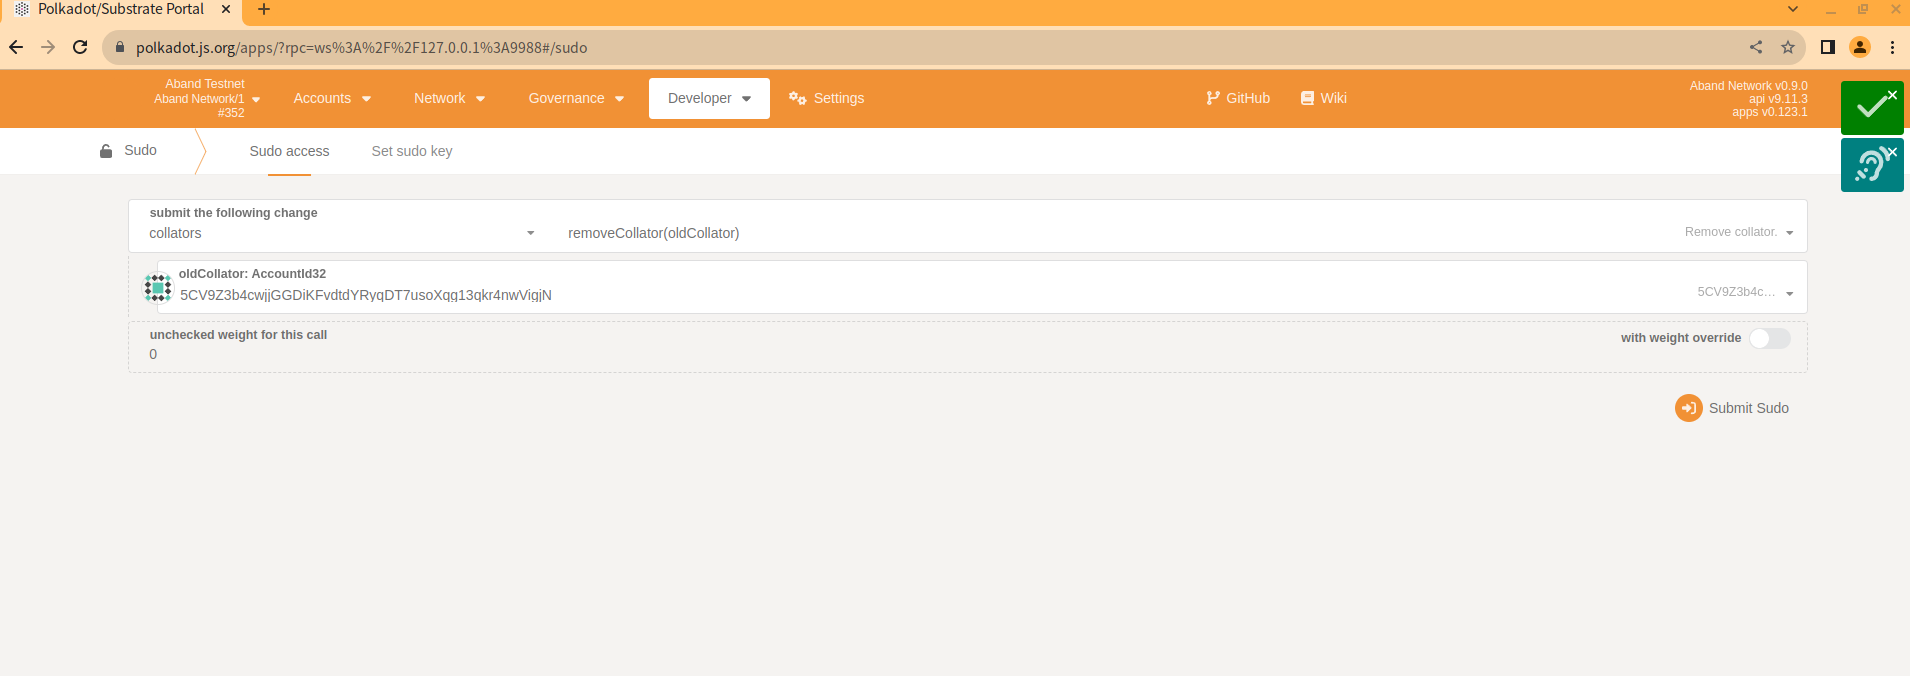 Polkadot/Substrate Portal
polkadot.js.org/apps/?rpc=ws%3A%2F%2F127.0.0.1%3A9988#/sudo
Aband Testnet
Aband Network/1
#352
Accounts
Network
Governance
Developer
Settings
GitHub
Wiki
Aband Network v0.9.0
api v9.11.3
apps v0.123.1
Sudo
Sudo access
Set sudo key
submit the following change
collators
removeCollator(oldCollator)
Remove collator.
oldCollator: AccountId32
5CV9Z3b4cwjjGGDiKFvdtdYRyqDT7usoXqg13qkr4nwVigjN
5CV9Z3b4c…
unchecked weight for this call
0
with weight override
Submit Sudo